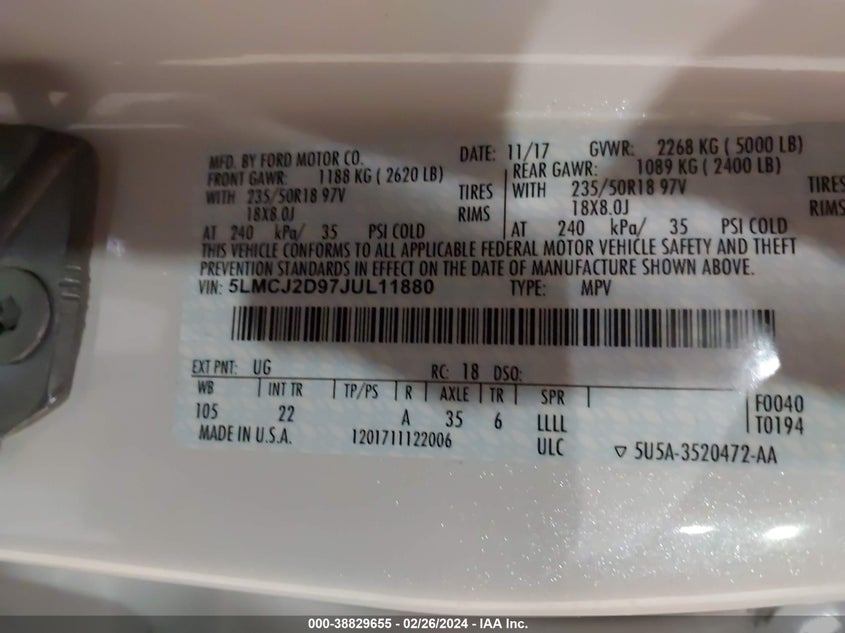 MFD. BY FORD MOTOR CO. DATE: 11/17 GVWR: 2268 KG ( 5000 LB)
FRONT GAWR: 1188 KG ( 2620 LB) REAR GAWR: 1089 KG ( 2400 LB)
WITH 235/50R18 97V TIRES WITH 235/50R18 97V TIRES
18X8.0J RIMS 18X8.0J RIMS
AT 240 kPa/ 35 PSI COLD AT 240 kPa/ 35 PSI COLD
THIS VEHICLE CONFORMS TO ALL APPLICABLE FEDERAL MOTOR VEHICLE SAFETY AND THEFT
PREVENTION STANDARDS IN EFFECT ON THE DATE OF MANUFACTURE SHOWN ABOVE.
VIN: 5LMCJ2D97JUL11880 TYPE: MPV
EXT PNT: UG RC: 18 DSO:
WB INT TR TP/PS R AXLE TR SPR
105 22 A 35 6 LLLL
F0040
T0194
MADE IN U.S.A. 1201711122006 ULC ▽ 5U5A-3520472-AA
000-38829655 - 02/26/2024 - IAA Inc.